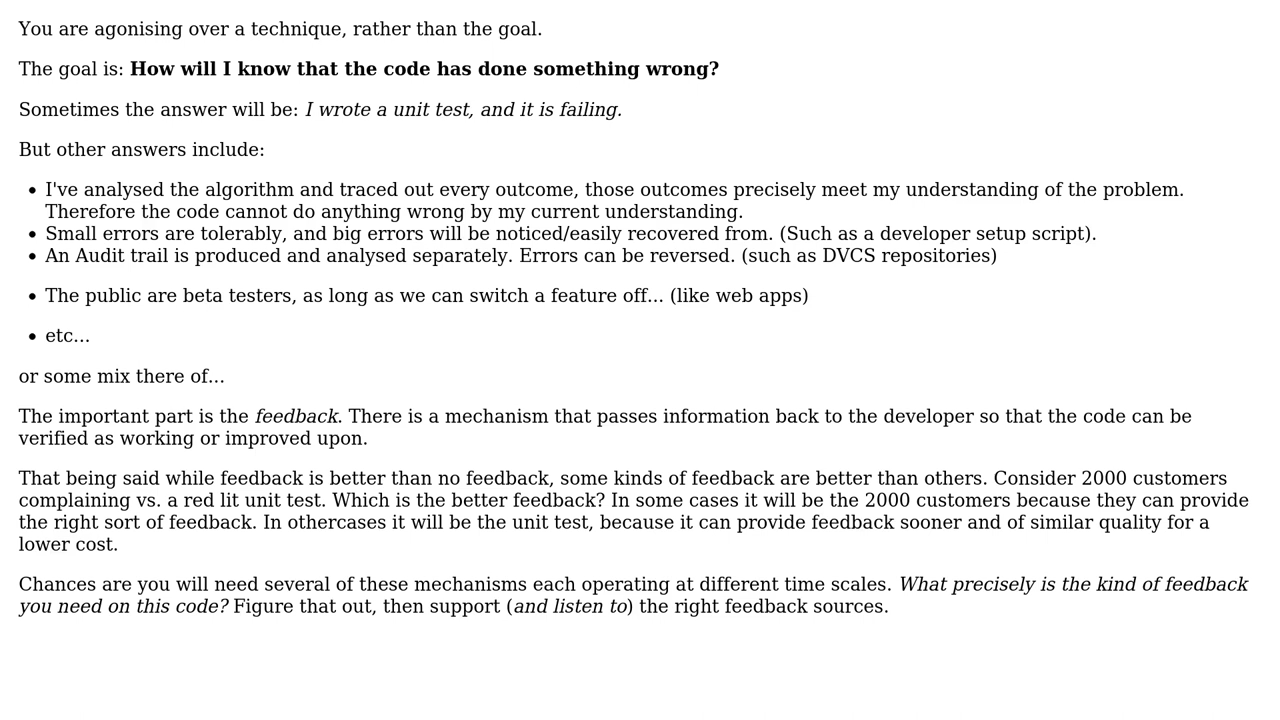 You are agonising over a technique, rather than the goal.
The goal is: How will I know that the code has done something wrong?
Sometimes the answer will be: I wrote a unit test, and it is failing.
But other answers include:
• I've analysed the algorithm and traced out every outcome, those outcomes precisely meet my understanding of the problem.
Therefore the code cannot do anything wrong by my current understanding.
• Small errors are tolerably, and big errors will be noticed/easily recovered from. (Such as a developer setup script).
• An Audit trail is produced and analysed separately. Errors can be reversed. (such as DVCS repositories)
• The public are beta testers, as long as we can switch a feature off... (like web apps)
• etc...
or some mix there of...
The important part is the feedback. There is a mechanism that passes information back to the developer so that the code can be
verified as working or improved upon.
That being said while feedback is better than no feedback, some kinds of feedback are better than others. Consider 2000 customers
complaining vs. a red lit unit test. Which is the better feedback? In some cases it will be the 2000 customers because they can provide
the right sort of feedback. In othercases it will be the unit test, because it can provide feedback sooner and of similar quality for a
lower cost.
Chances are you will need several of these mechanisms each operating at different time scales. What precisely is the kind of feedback
you need on this code? Figure that out, then support (and listen to) the right feedback sources.